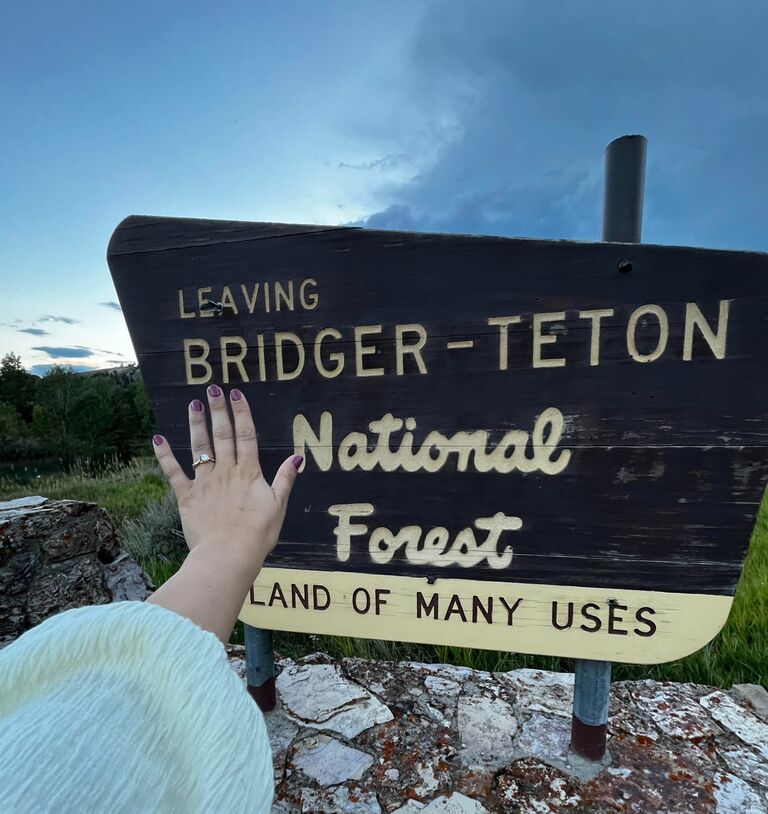 LEAVING
BRIDGER-TETON
National
Forest
LAND OF MANY USES